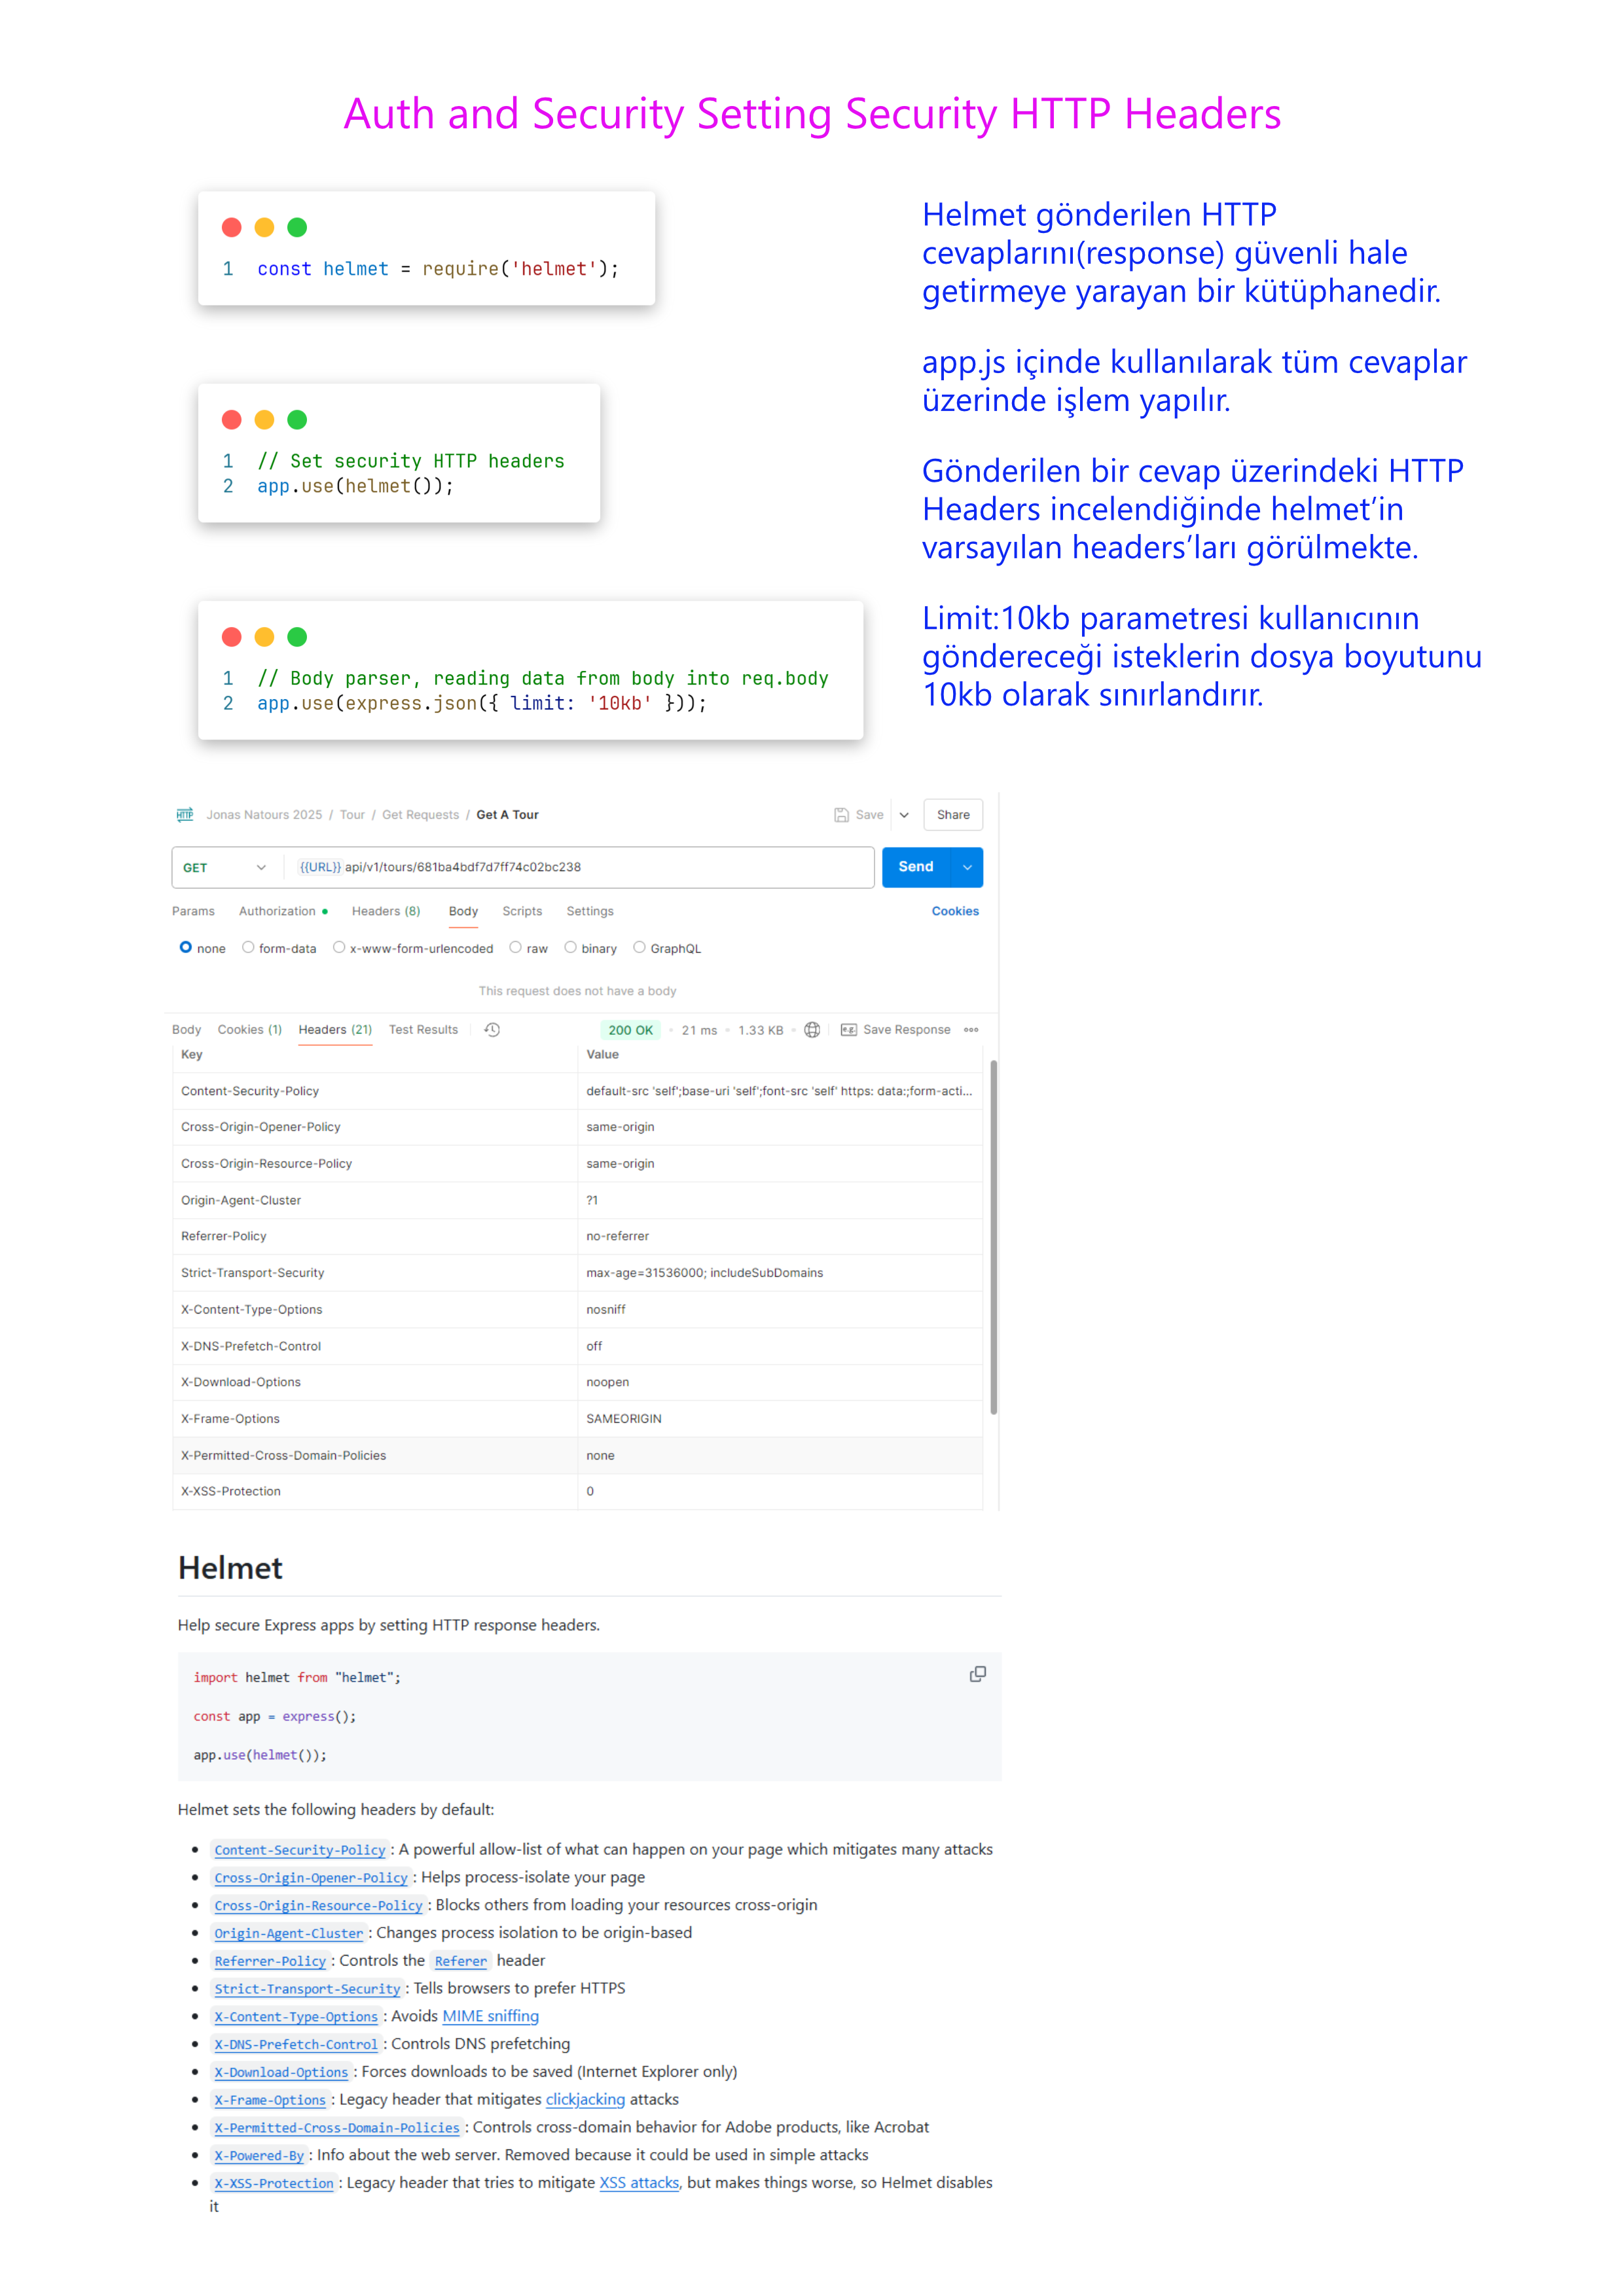 Auth and Security Setting Security HTTP Headers
1 const helmet = require('helmet');
1 // Set security HTTP headers
2 app.use(helmet());
1 // Body parser, reading data from body into req.body
2 app.use(express.json({ limit: '10kb' }));
Helmet gönderilen HTTP
cevaplarını(response) güvenli hale
getirmeye yarayan bir kütüphanedir.
app.js içinde kullanılarak tüm cevaplar
üzerinde işlem yapılır.
Gönderilen bir cevap üzerindeki HTTP
Headers incelendiğinde helmet’in
varsayılan headers’ları görülmekte.
Limit:10kb parametresi kullanıcının
göndereceği isteklerin dosya boyutunu
10kb olarak sınırlandırır.
HTTP Jonas Natours 2025 / Tour / Get Requests / Get A Tour Save Share
GET {{URL}} api/v1/tours/681ba4bdf7d7ff74c02bc238 Send
Params Authorization Headers (8) Body Scripts Settings Cookies
none form-data x-www-form-urlencoded raw binary GraphQL
This request does not have a body
Body Cookies (1) Headers (21) Test Results 200 OK 21 ms 1.33 KB e.g. Save Response
Key Value
Content-Security-Policy default-src 'self';base-uri 'self';font-src 'self' https: data:;form-acti...
Cross-Origin-Opener-Policy same-origin
Cross-Origin-Resource-Policy same-origin
Origin-Agent-Cluster ?1
Referrer-Policy no-referrer
Strict-Transport-Security max-age=31536000; includeSubDomains
X-Content-Type-Options nosniff
X-DNS-Prefetch-Control off
X-Download-Options noopen
X-Frame-Options SAMEORIGIN
X-Permitted-Cross-Domain-Policies none
X-XSS-Protection 0
Helmet
Help secure Express apps by setting HTTP response headers.
import helmet from "helmet";
const app = express();
app.use(helmet());
Helmet sets the following headers by default:
• Content-Security-Policy : A powerful allow-list of what can happen on your page which mitigates many attacks
• Cross-Origin-Opener-Policy : Helps process-isolate your page
• Cross-Origin-Resource-Policy : Blocks others from loading your resources cross-origin
• Origin-Agent-Cluster : Changes process isolation to be origin-based
• Referrer-Policy : Controls the Referer header
• Strict-Transport-Security : Tells browsers to prefer HTTPS
• X-Content-Type-Options : Avoids MIME sniffing
• X-DNS-Prefetch-Control : Controls DNS prefetching
• X-Download-Options : Forces downloads to be saved (Internet Explorer only)
• X-Frame-Options : Legacy header that mitigates clickjacking attacks
• X-Permitted-Cross-Domain-Policies : Controls cross-domain behavior for Adobe products, like Acrobat
• X-Powered-By : Info about the web server. Removed because it could be used in simple attacks
• X-XSS-Protection : Legacy header that tries to mitigate XSS attacks, but makes things worse, so Helmet disables
it